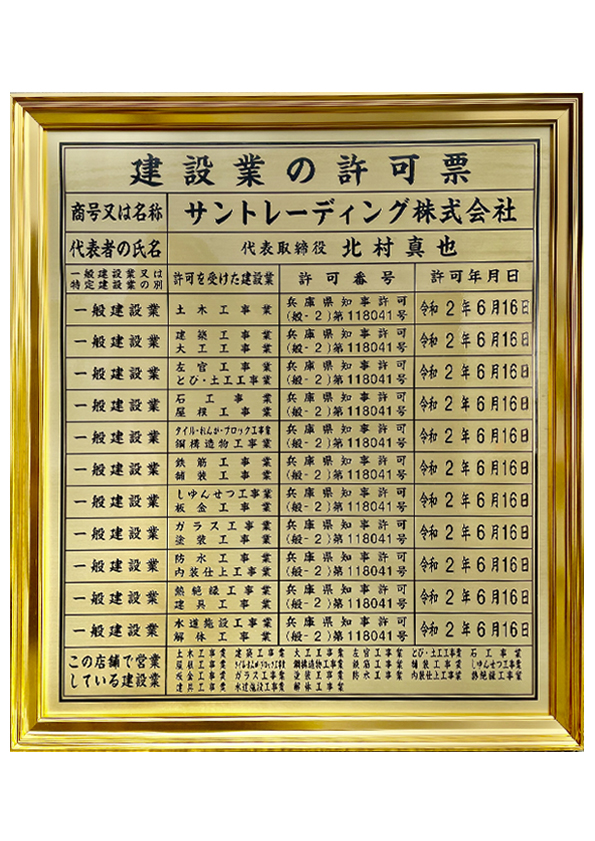 建設業の許可票
商号又は名称 サントレーディング株式会社
代表者の氏名 代表取締役 北村真也
一般建設業又は
特定建設業の別 許可を受けた建設業 許可番号 許可年月日
一般建設業 土木工事業 兵庫県知事許可
(般-2)第118041号 令和2年6月16日
一般建設業 建築工事業
大工工事業 兵庫県知事許可
(般-2)第118041号 令和2年6月16日
一般建設業 左官工事業
とび・土工工事業 兵庫県知事許可
(般-2)第118041号 令和2年6月16日
一般建設業 石工事業
屋根工事業 兵庫県知事許可
(般-2)第118041号 令和2年6月16日
一般建設業 タイル・れんが・ブロック工事業
鋼構造物工事業 兵庫県知事許可
(般-2)第118041号 令和2年6月16日
一般建設業 鉄筋工事業
舗装工事業 兵庫県知事許可
(般-2)第118041号 令和2年6月16日
一般建設業 しゆんせつ工事業
板金工事業 兵庫県知事許可
(般-2)第118041号 令和2年6月16日
一般建設業 ガラス工事業
塗装工事業 兵庫県知事許可
(般-2)第118041号 令和2年6月16日
一般建設業 防水工事業
内装仕上工事業 兵庫県知事許可
(般-2)第118041号 令和2年6月16日
一般建設業 熱絶縁工事業
建具工事業 兵庫県知事許可
(般-2)第118041号 令和2年6月16日
一般建設業 水道施設工事業
解体工事業 兵庫県知事許可
(般-2)第118041号 令和2年6月16日
この店舗で営業
している建設業
土木工事業 建築工事業 大工工事業 左官工事業 とび・土工工事業 石工事業
屋根工事業 タイル・れんが・ブロック工事業 鋼構造物工事業 鉄筋工事業 舗装工事業 しゆんせつ工事業
板金工事業 ガラス工事業 塗装工事業 防水工事業 内装仕上工事業 熱絶縁工事業
建具工事業 水道施設工事業 解体工事業